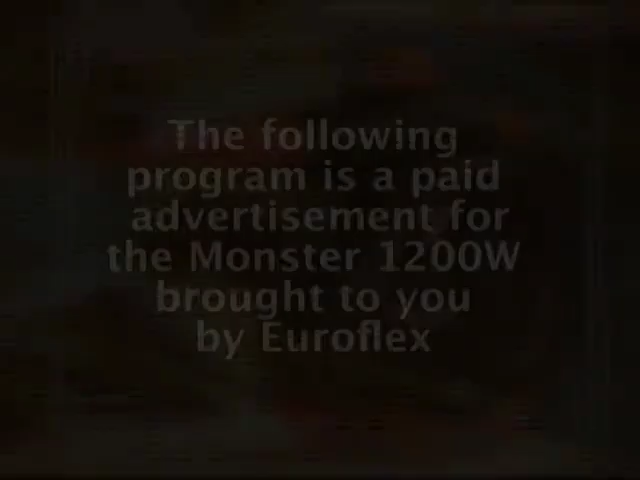 The following
program is a paid
advertisement for
the Monster 1200W
brought to you
by Euroflex